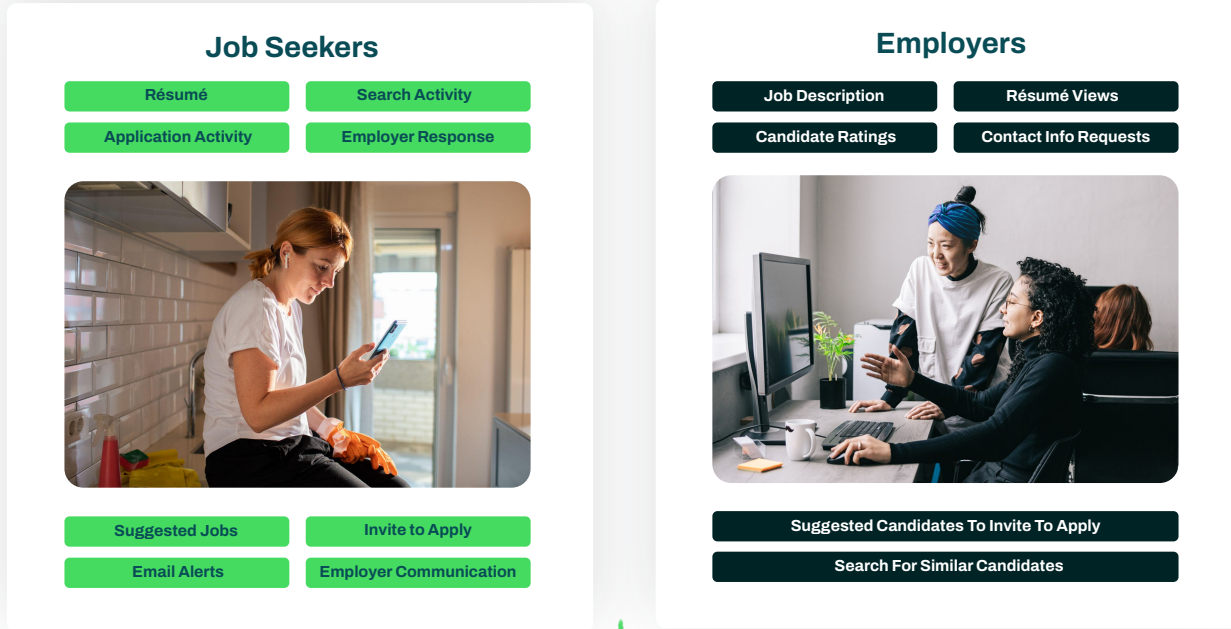 Job Seekers
Résumé
Search Activity
Application Activity
Employer Response
Suggested Jobs
Invite to Apply
Email Alerts
Employer Communication
Employers
Job Description
Résumé Views
Candidate Ratings
Contact Info Requests
Suggested Candidates To Invite To Apply
Search For Similar Candidates